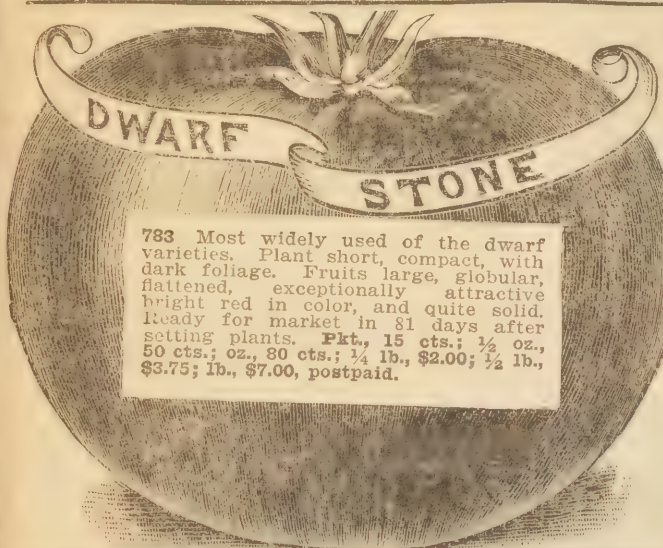 DWARF
STONE
783 Most widely used of the dwarf
varieties. Plant short, compact, with
dark foliage. Fruits large, globular,
flattened, exceptionally attractive
bright red in color, and quite solid.
Ready for market in 81 days after
setting plants. Pkt., 15 cts.; ½ oz.,
50 cts.; oz., 80 cts.; ¼ lb., $2.00; ½ lb.,
$3.75; lb., $7.00, postpaid.